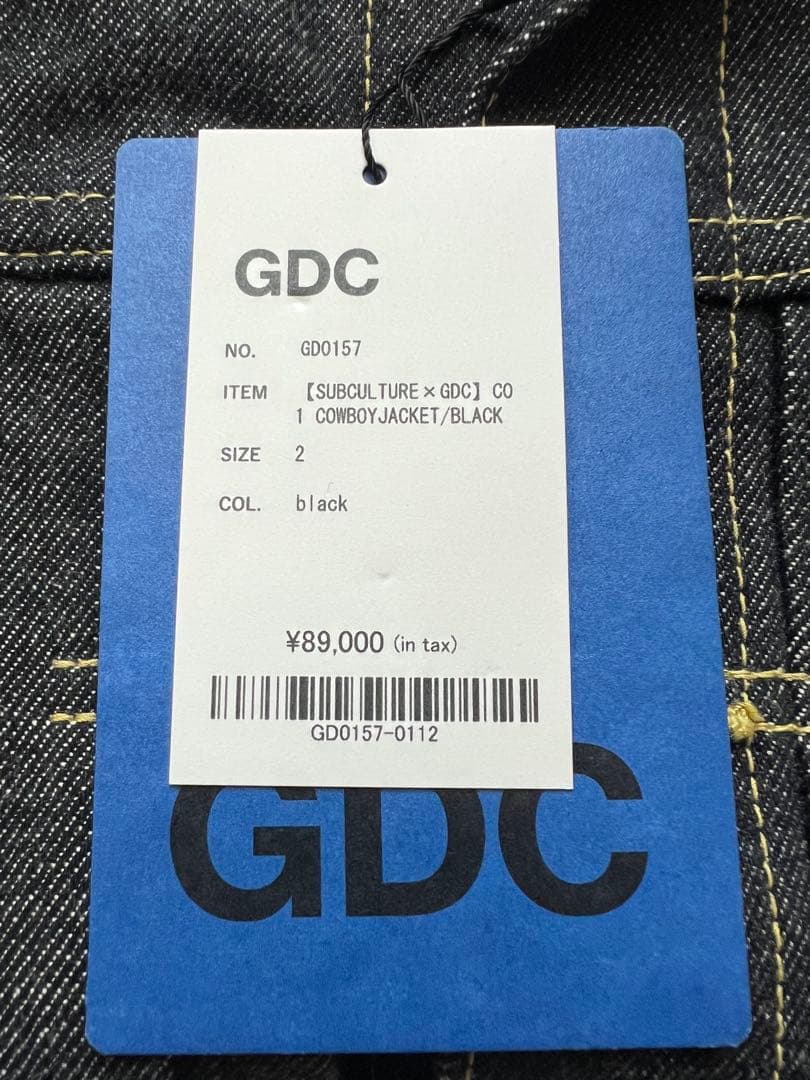 GDC
NO. GD0157
ITEM 【SUBCULTURE×GDC】CO
1 COWBOYJACKET/BLACK
SIZE 2
COL. black
¥89,000 (in tax)
GD0157-0112
GDC